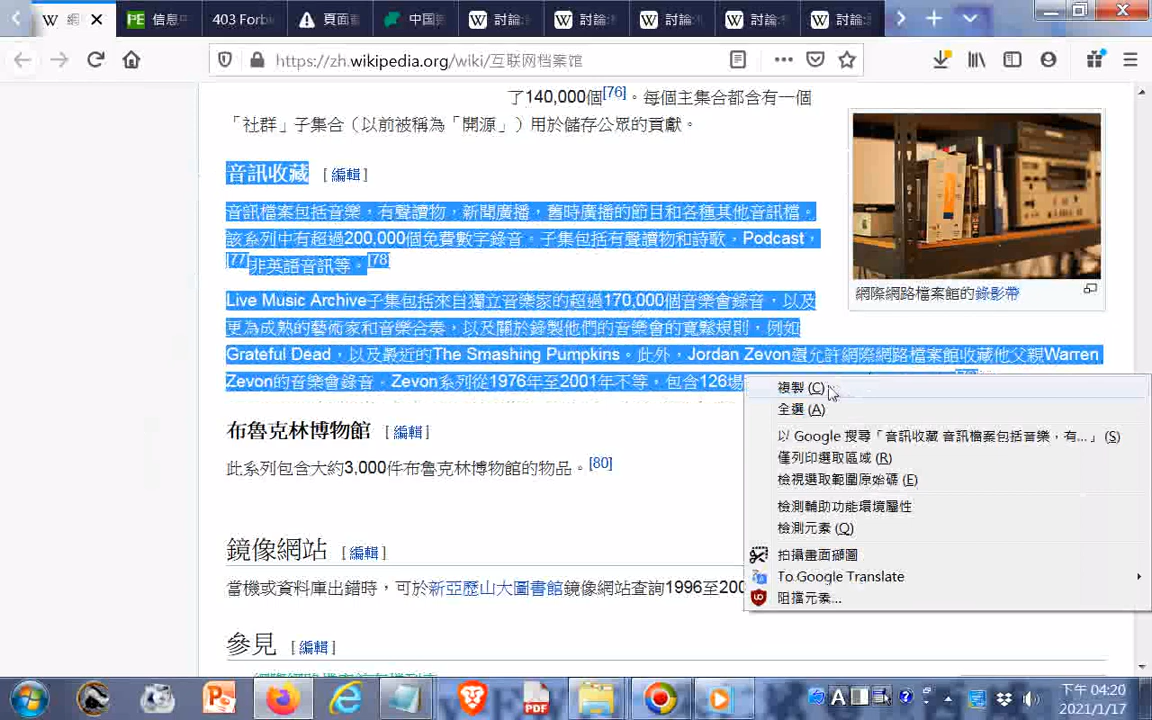 網
信息中
403 Forb
頁面
中国
討論:
討論:
討論:
討論:
討論:
https://zh.wikipedia.org/wiki/互联网档案馆
了140,000個[76]。每個主集合都含有一個
「社群」子集合(以前被稱為「開源」)用於儲存公眾的貢獻。
音訊收藏 [編輯]
音訊檔案包括音樂,有聲讀物,新聞廣播,舊時廣播的節目和各種其他音訊檔。
該系列中有超過200,000個免費數字錄音。子集包括有聲讀物和詩歌,Podcast,
[77]非英語音訊等。[78]
Live Music Archive子集包括來自獨立音樂家的超過170,000個音樂會錄音,以及
更為成熟的藝術家和音樂合奏,以及關於錄製他們的音樂會的寬鬆規則,例如
Grateful Dead,以及最近的The Smashing Pumpkins。此外,Jordan Zevon還允許網際網路檔案館收藏他父親Warren
Zevon的音樂會錄音。Zevon系列從1976年至2001年不等,包含126場
網際網路檔案館的錄影帶
複製 (C)
全選 (A)
以 Google 搜尋「音訊收藏 音訊檔案包括音樂,有...」(S)
僅列印選取區域 (R)
檢視選取範圍原始碼 (E)
檢測輔助功能環境屬性
檢測元素 (Q)
拍攝畫面擷圖
To Google Translate
阻擋元素...
布魯克林博物館 [編輯]
此系列包含大約3,000件布魯克林博物館的物品。[80]
鏡像網站 [編輯]
當機或資料庫出錯時,可於新亞歷山大圖書館鏡像網站查詢1996至200
參見 [編輯]
下午 04:20
2021/1/17